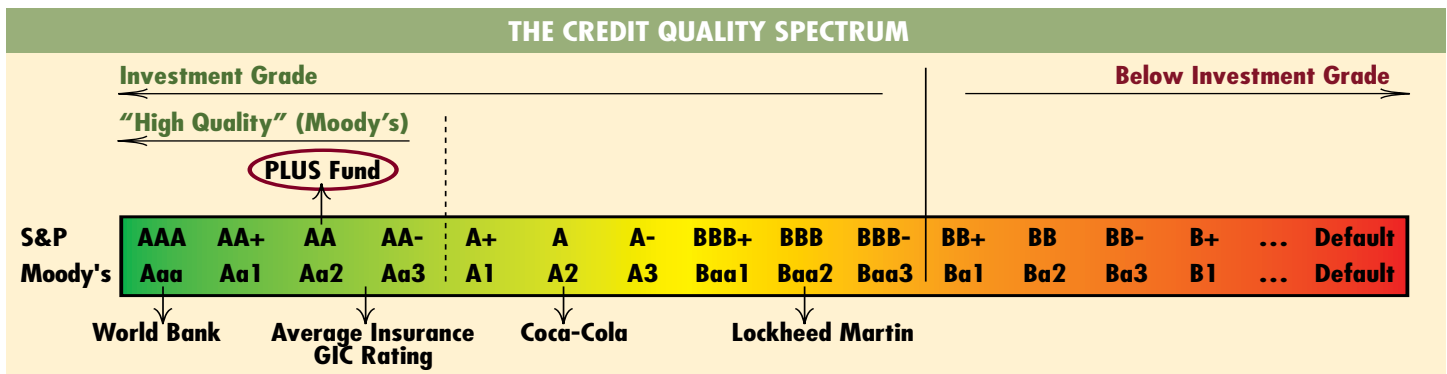 THE CREDIT QUALITY SPECTRUM
Investment Grade
Below Investment Grade
“High Quality” (Moody’s)
PLUS Fund
S&P AAA AA+ AA AA- A+ A A- BBB+ BBB BBB- BB+ BB BB- B+ … Default
Moody's Aaa Aa1 Aa2 Aa3 A1 A2 A3 Baa1 Baa2 Baa3 Ba1 Ba2 Ba3 B1 … Default
World Bank
Average Insurance
GIC Rating
Coca-Cola
Lockheed Martin